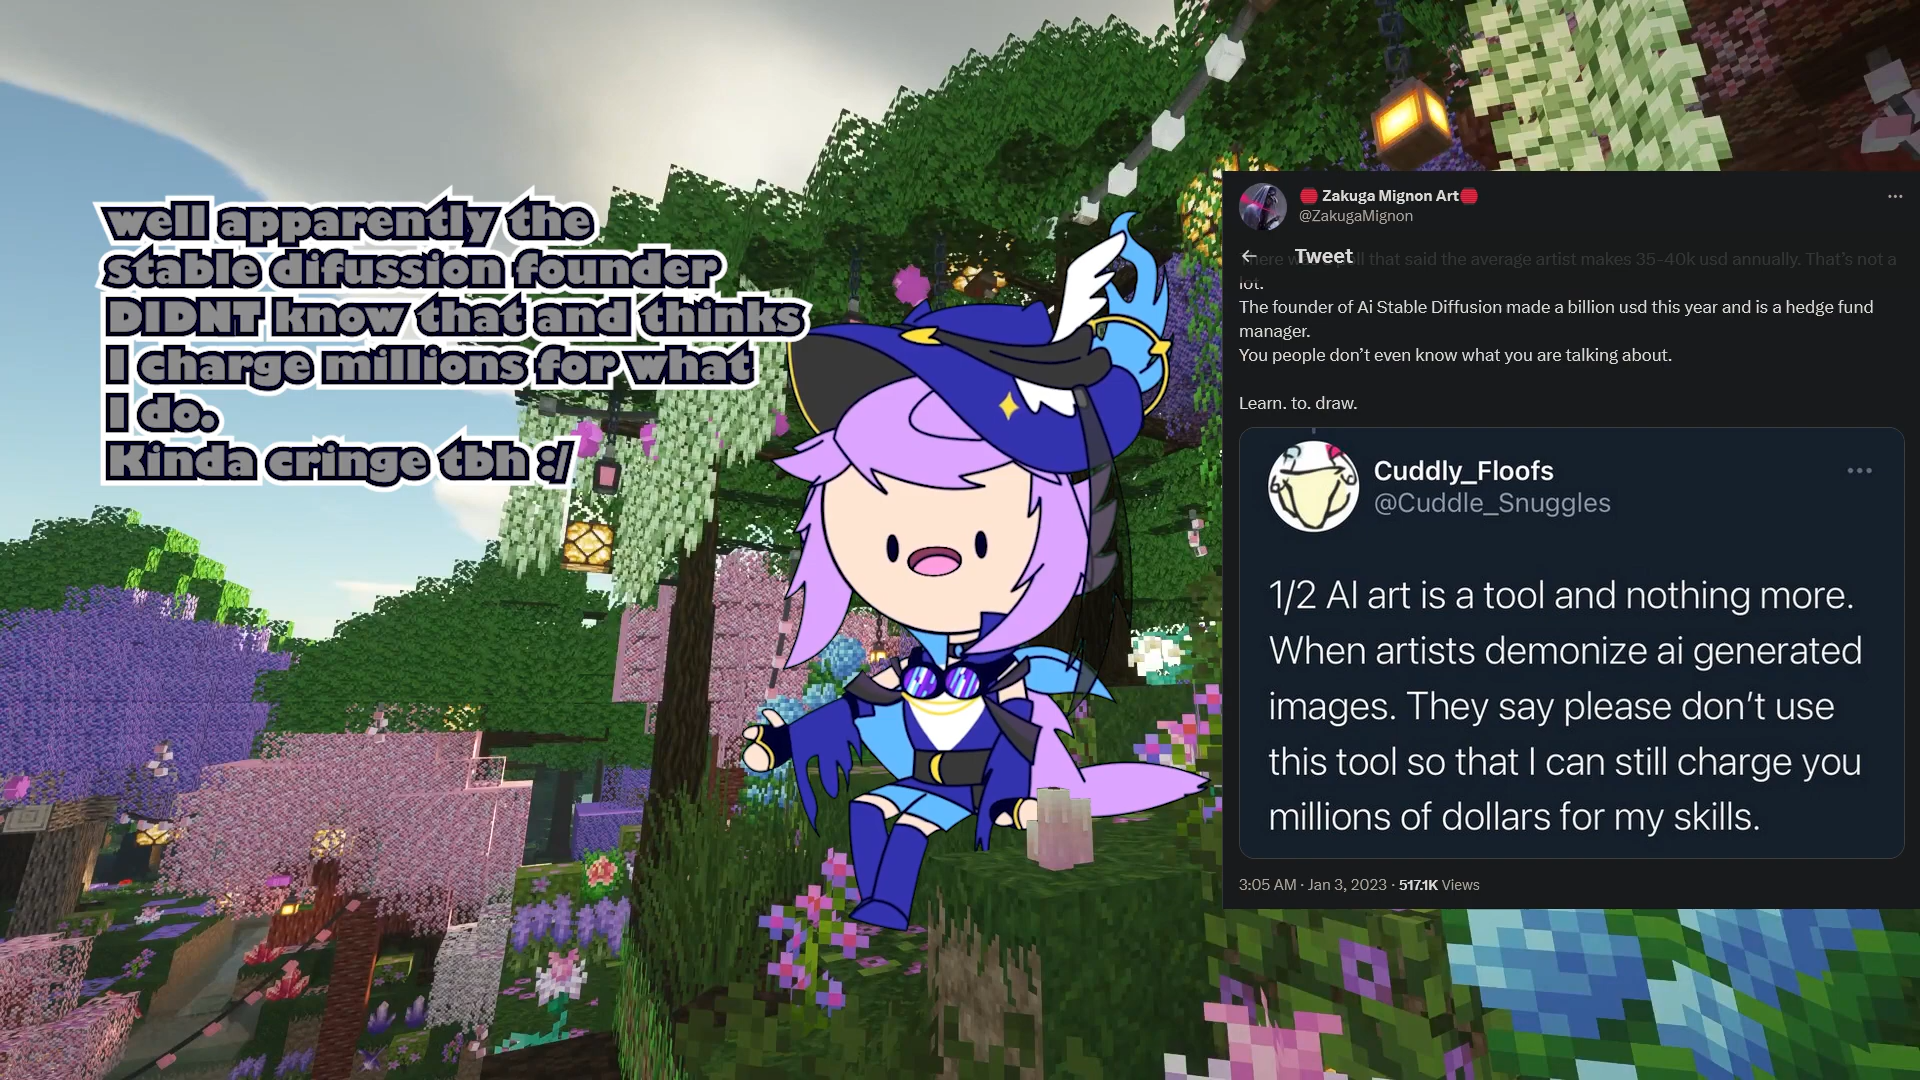 well apparently the
stable difussion founder
DIDNT know that and thinks
I charge millions for what
I do.
Kinda cringe tbh :/
Zakuga Mignon Art
@ZakugaMignon
Tweet
that said the average artist makes 35-40k usd annually. That's not a
lot.
The founder of Ai Stable Diffusion made a billion usd this year and is a hedge fund
manager.
You people don't even know what you are talking about.
Learn. to. draw.
Cuddly_Floofs
@Cuddle_Snuggles
1/2 AI art is a tool and nothing more.
When artists demonize ai generated
images. They say please don't use
this tool so that I can still charge you
millions of dollars for my skills.
3:05 AM · Jan 3, 2023 · 517.1K Views